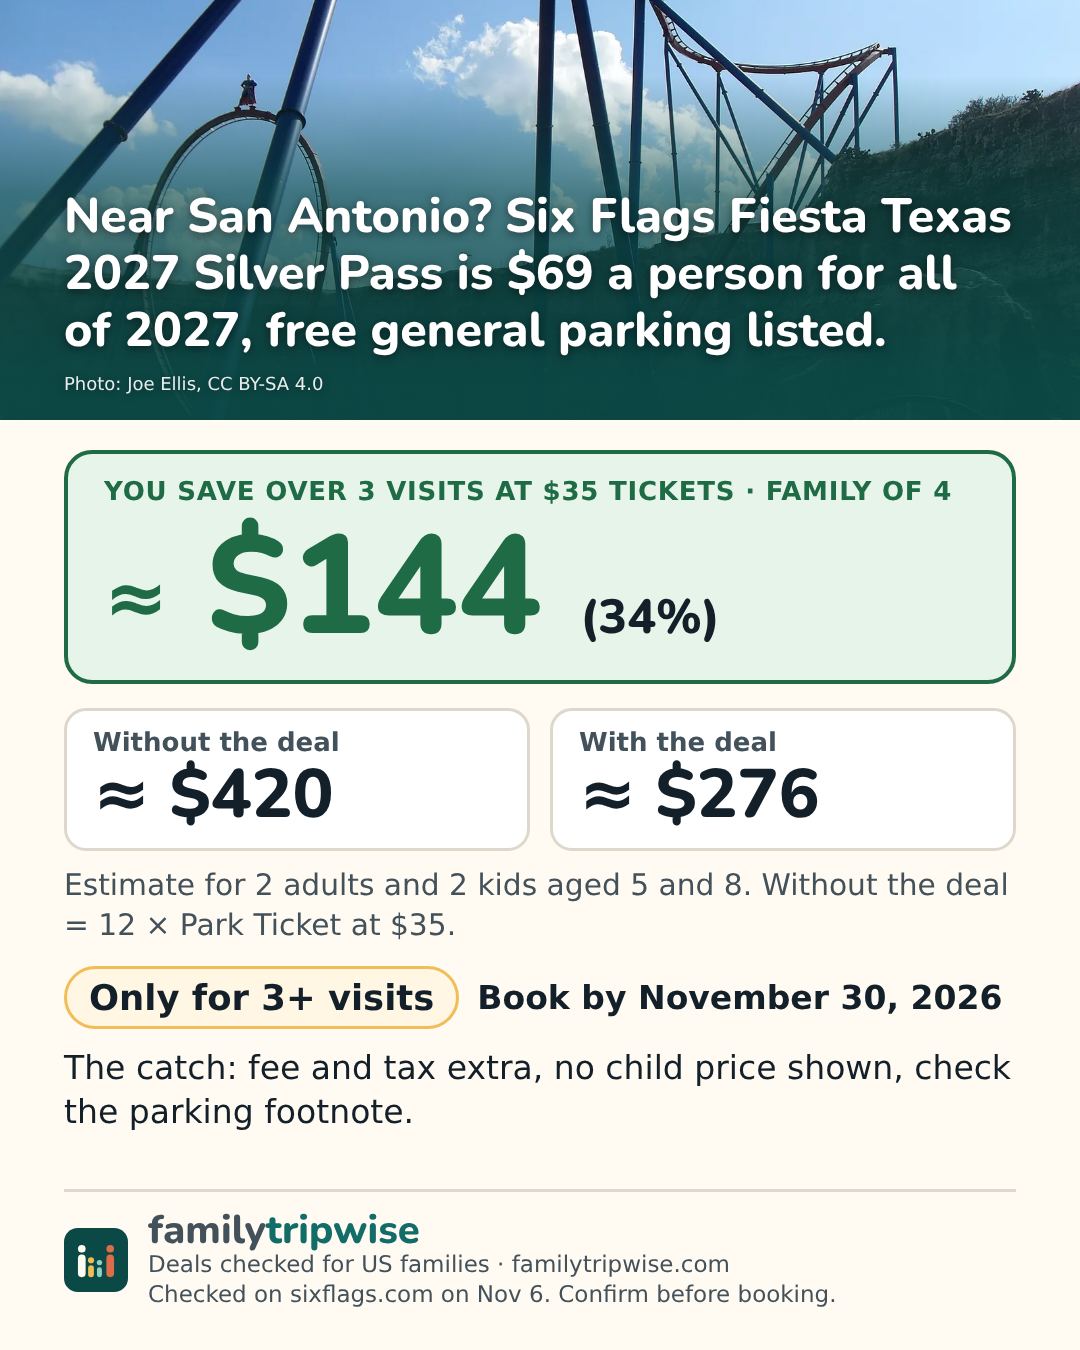 Near San Antonio? Six Flags Fiesta Texas
2027 Silver Pass is $69 a person for all
of 2027, free general parking listed.
Photo: Joe Ellis, CC BY-SA 4.0
YOU SAVE OVER 3 VISITS AT $35 TICKETS · FAMILY OF 4
≈ $144 (34%)
Without the deal
≈ $420
With the deal
≈ $276
Estimate for 2 adults and 2 kids aged 5 and 8. Without the deal
= 12 × Park Ticket at $35.
Only for 3+ visits
Book by November 30, 2026
The catch: fee and tax extra, no child price shown, check
the parking footnote.
familytripwise
Deals checked for US families · familytripwise.com
Checked on sixflags.com on Nov 6. Confirm before booking.